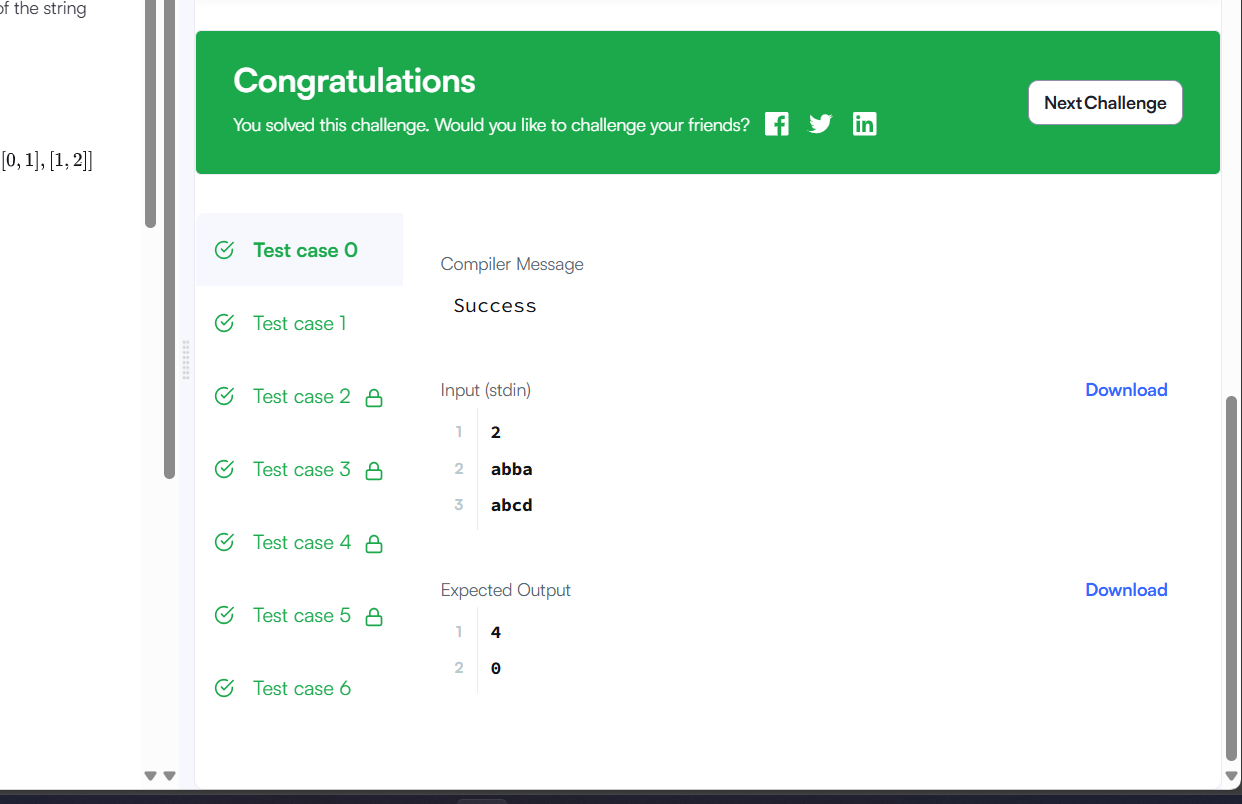 of the string
[0, 1], [1, 2]]
Congratulations
You solved this challenge. Would you like to challenge your friends?
Next Challenge
Test case 0
Test case 1
Test case 2
Test case 3
Test case 4
Test case 5
Test case 6
Compiler Message
Success
Input (stdin)
Download
1 2
2 abba
3 abcd
Expected Output
Download
1 4
2 0